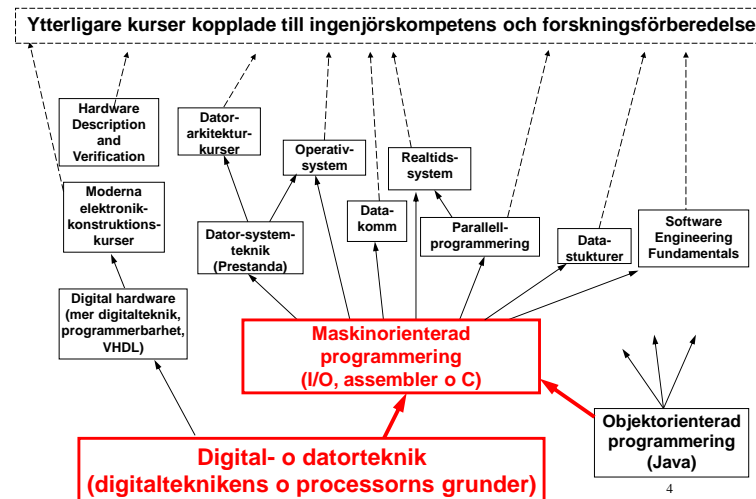 Ytterligare kurser kopplade till ingenjörskompetens och forskningsförberedelse
Hardware
Description
and
Verification
Dator-
arkitektur-
kurser
Operativ-
system
Realtids-
system
Moderna
elektronik-
konstruktions-
kurser
Dator-system-
teknik
(Prestanda)
Data-
komm
Parallell-
programmering
Data-
stukturer
Software
Engineering
Fundamentals
Digital hardware
(mer digitalteknik,
programmerbarhet,
VHDL)
Maskinorienterad
programmering
(I/O, assembler o C)
Objektorienterad
programmering
(Java)
Digital- o datorteknik
(digitalteknikens o processorns grunder)
4